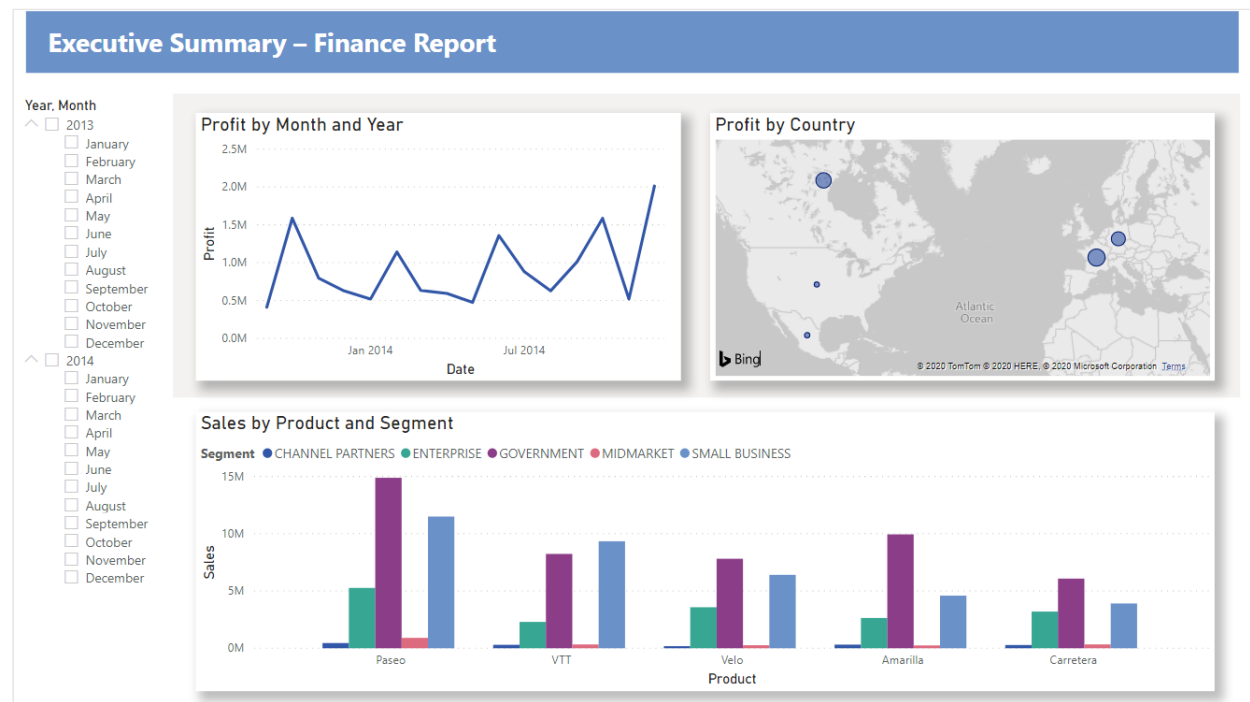 Executive Summary – Finance Report
Year, Month
2013
January
February
March
April
May
June
July
August
September
October
November
December
2014
January
February
March
April
May
June
July
August
September
October
November
December
Profit by Month and Year
2.5M
2.0M
1.5M
1.0M
0.5M
0.0M
Profit
Jan 2014 Jul 2014
Date
Profit by Country
Atlantic
Ocean
Bing
© 2020 TomTom © 2020 HERE, © 2020 Microsoft Corporation Terms
Sales by Product and Segment
Segment CHANNEL PARTNERS ENTERPRISE GOVERNMENT MIDMARKET SMALL BUSINESS
15M
10M
5M
0M
Sales
Paseo VTT Velo Amarilla Carretera
Product